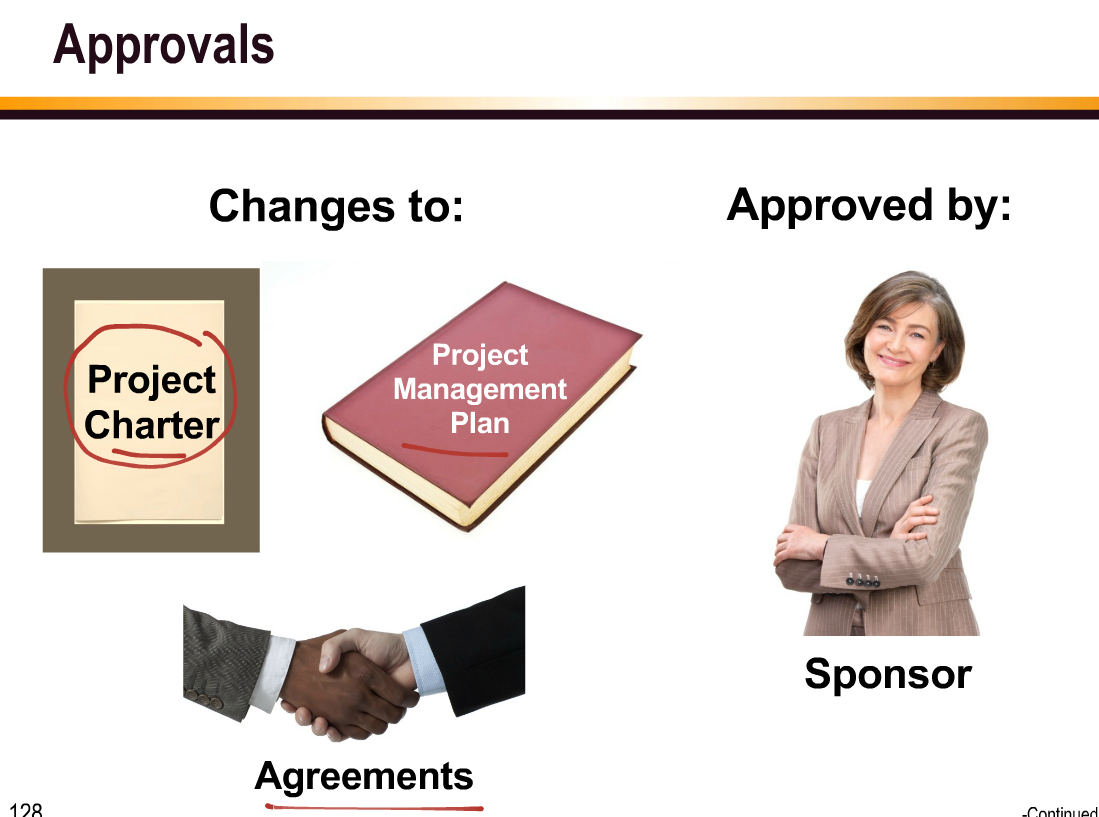 Approvals
Changes to:
Approved by:
Project
Charter
Project
Management
Plan
Sponsor
Agreements
128
-Continued